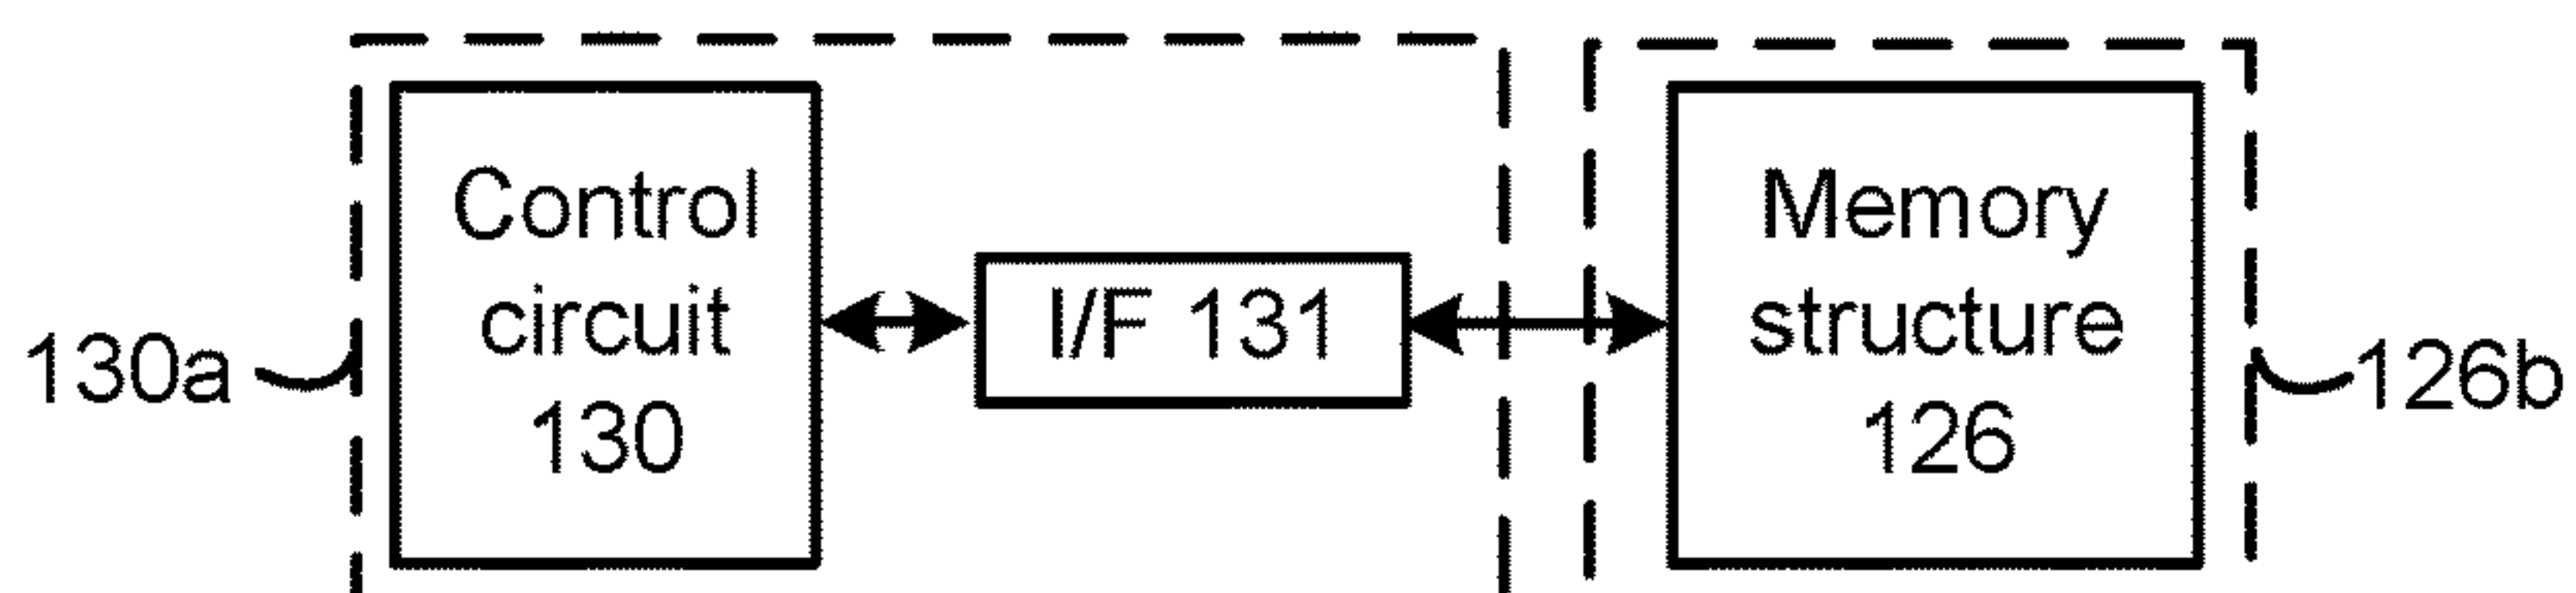 Control
circuit
130
I/F 131
Memory
structure
126
130a
126b